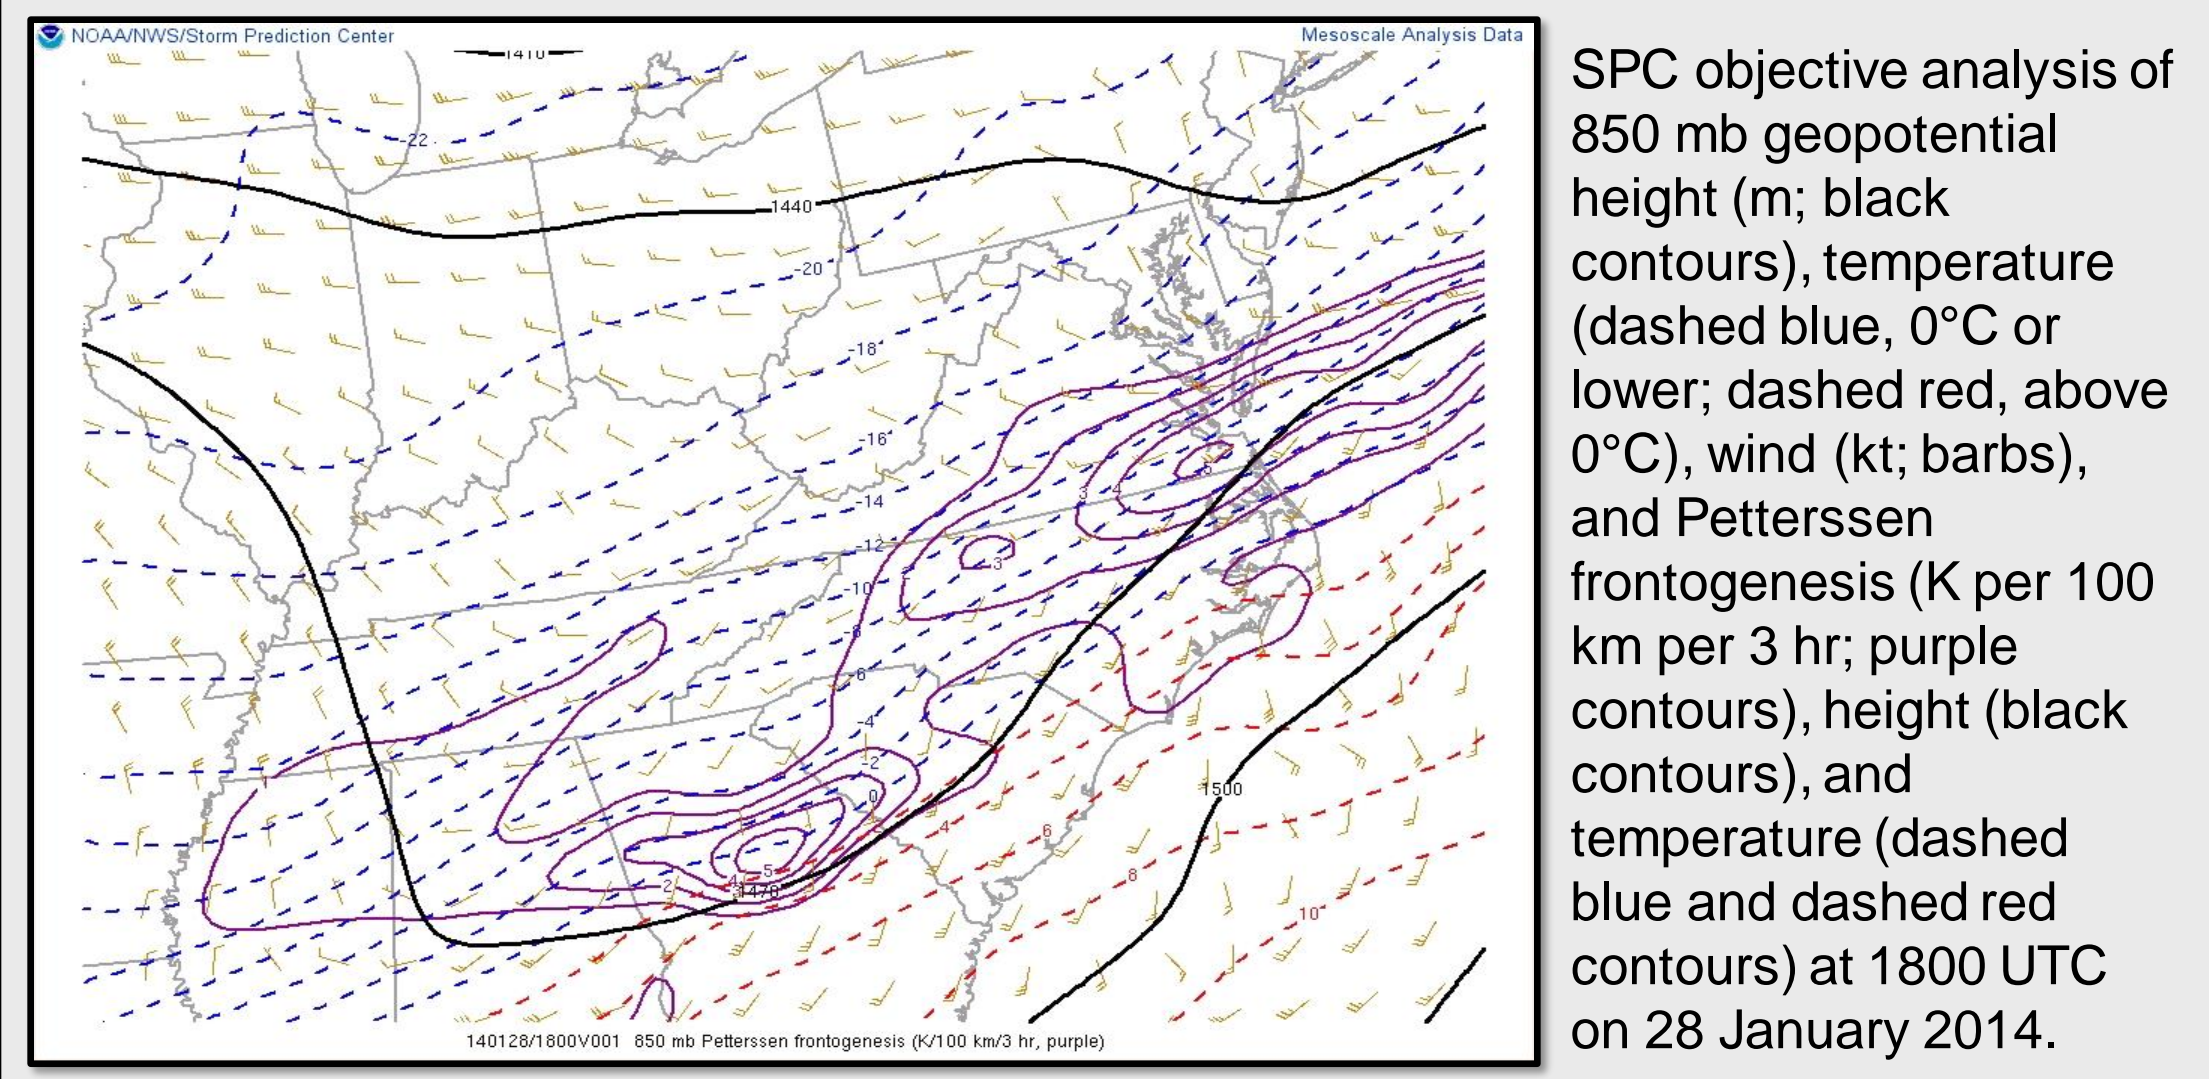 NOAA/NWS/Storm Prediction Center
Mesoscale Analysis Data
1410
-22
1440
-20
-18
-16
5
3
4
-14
-12
3
-10
-8
-6
-4
-2
1
0
2
1500
4
6
5
8
2
4
3
1470
10
140128/1800V001 850 mb Petterssen frontogenesis (K/100 km/3 hr, purple)
SPC objective analysis of
850 mb geopotential
height (m; black
contours), temperature
(dashed blue, 0°C or
lower; dashed red, above
0°C), wind (kt; barbs),
and Petterssen
frontogenesis (K per 100
km per 3 hr; purple
contours), height (black
contours), and
temperature (dashed
blue and dashed red
contours) at 1800 UTC
on 28 January 2014.